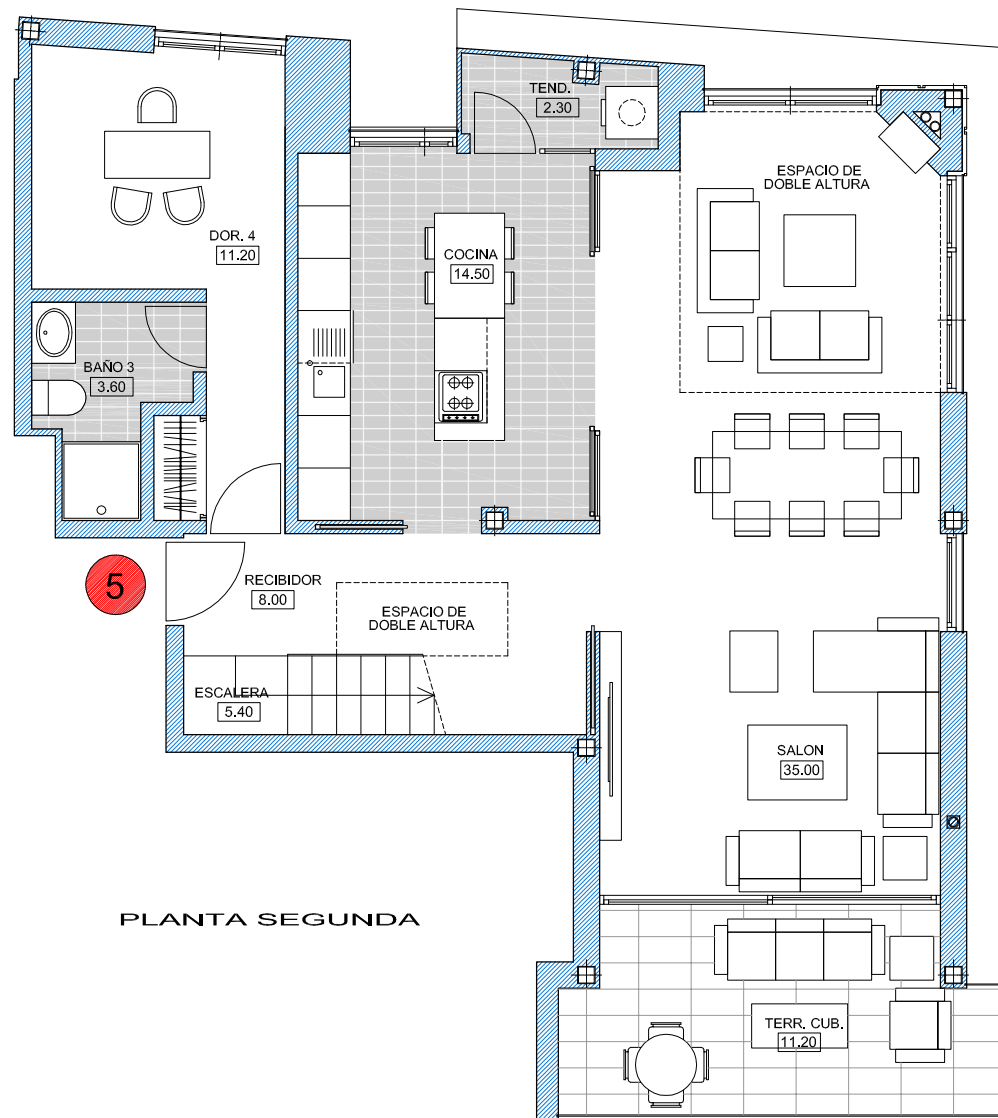 TEND.
2.30
ESPACIO DE
DOBLE ALTURA
DOR. 4
11.20
COCINA
14.50
BAÑO 3
3.60
5
RECIBIDOR
8.00
ESPACIO DE
DOBLE ALTURA
ESCALERA
5.40
SALON
35.00
PLANTA SEGUNDA
TERR. CUB.
11.20